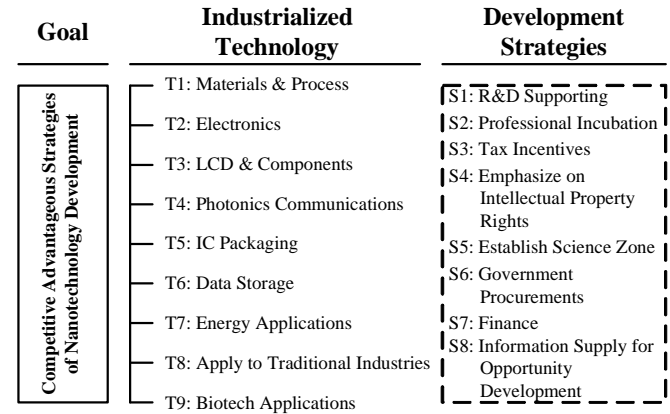 Goal
Industrialized
Technology
Development
Strategies
Competitive Advantageous Strategies
of Nanotechnology Development
T1: Materials & Process
T2: Electronics
T3: LCD & Components
T4: Photonics Communications
T5: IC Packaging
T6: Data Storage
T7: Energy Applications
T8: Apply to Traditional Industries
T9: Biotech Applications
S1: R&D Supporting
S2: Professional Incubation
S3: Tax Incentives
S4: Emphasize on
Intellectual Property
Rights
S5: Establish Science Zone
S6: Government
Procurements
S7: Finance
S8: Information Supply for
Opportunity
Development